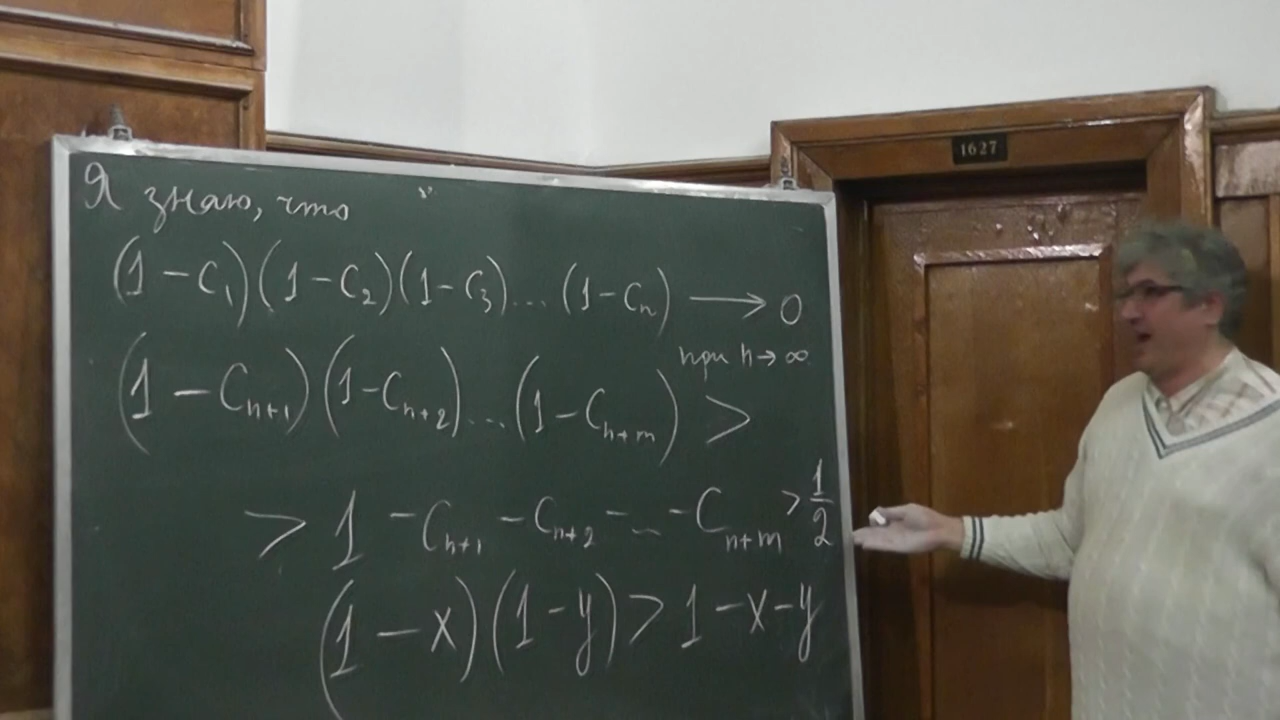 1627
Я знаю, что
(1 - C₁)(1 - C₂)(1 - C₃)...(1 - Cₙ) → 0
при n → ∞
(1 - Cₙ₊₁)(1 - Cₙ₊₂)...(1 - Cₙ₊ₘ) >
> 1 - Cₙ₊₁ - Cₙ₊₂ - ... - Cₙ₊ₘ > 1/2
(1 - x)(1 - y) > 1 - x - y